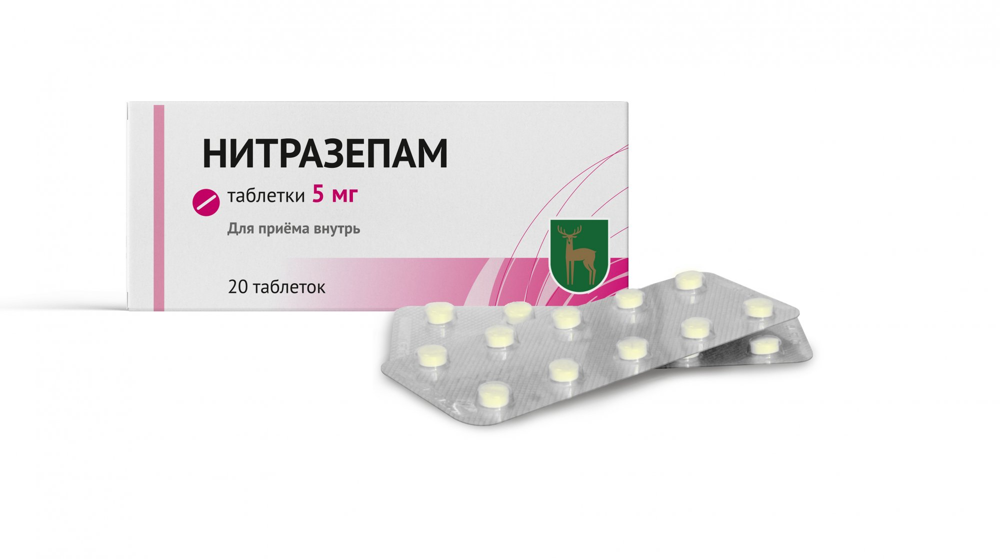 НИТРАЗЕПАМ
таблетки 5 мг
Для приёма внутрь
20 таблеток